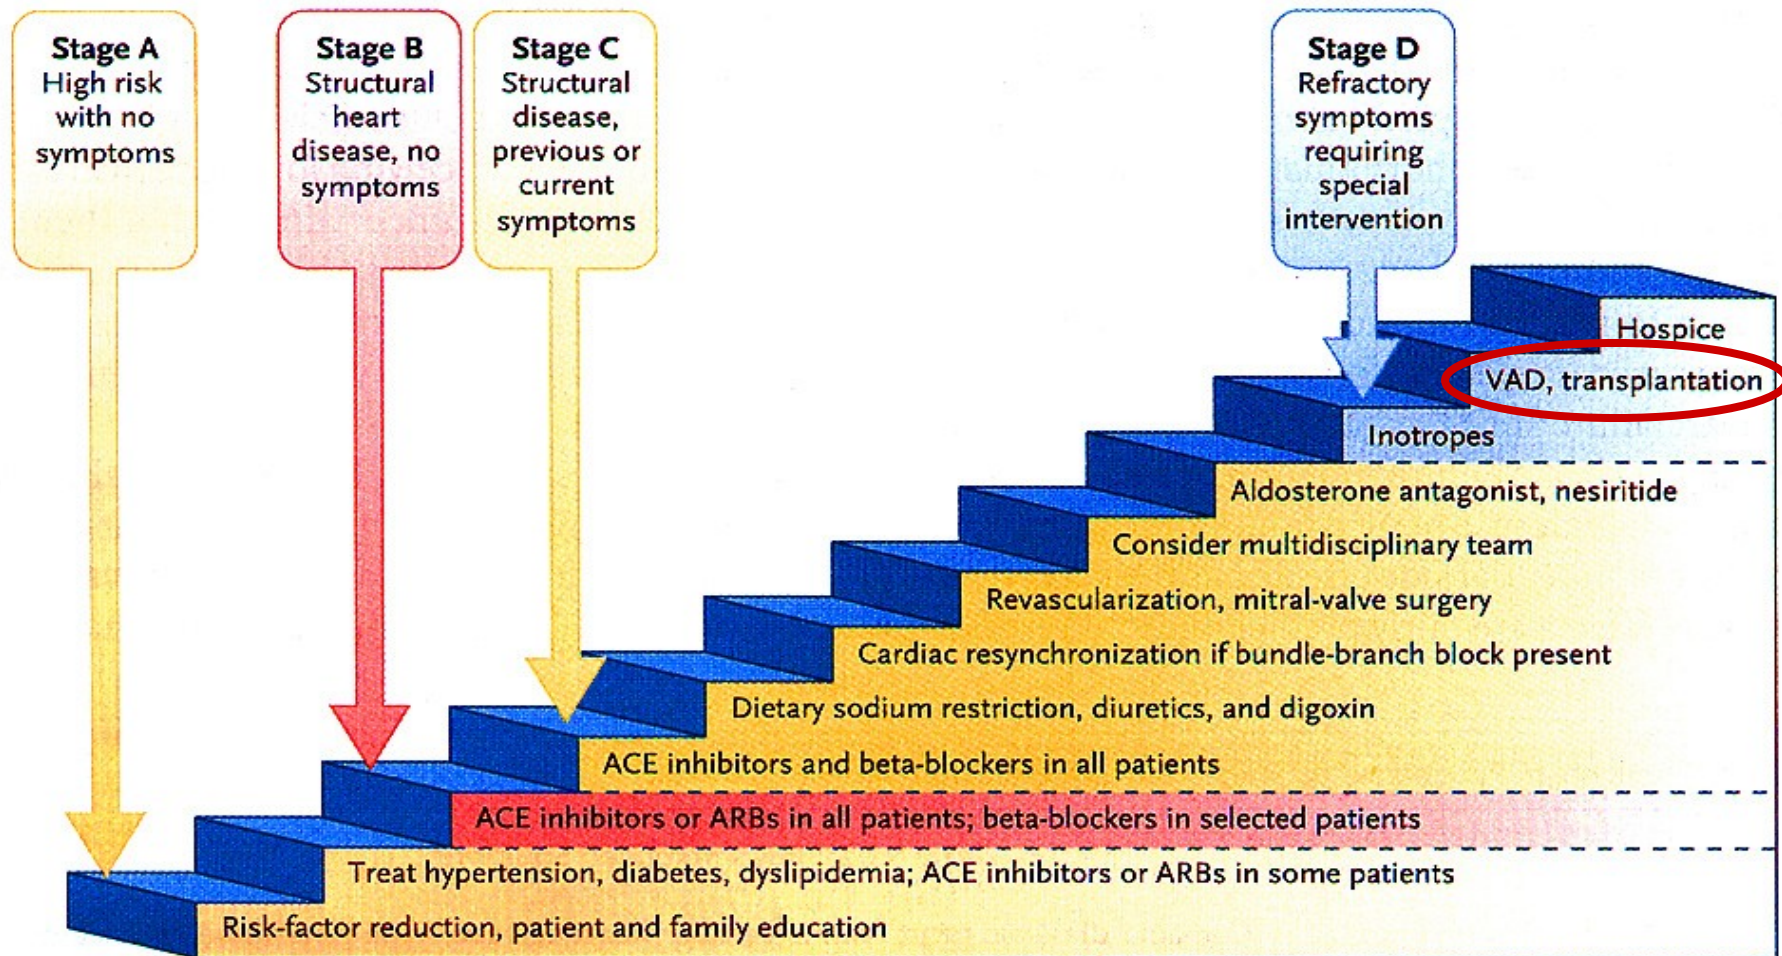 Stage A
High risk
with no
symptoms
Stage B
Structural
heart
disease, no
symptoms
Stage C
Structural
disease,
previous or
current
symptoms
Stage D
Refractory
symptoms
requiring
special
intervention
Hospice
VAD, transplantation
Inotropes
Aldosterone antagonist, nesiritide
Consider multidisciplinary team
Revascularization, mitral-valve surgery
Cardiac resynchronization if bundle-branch block present
Dietary sodium restriction, diuretics, and digoxin
ACE inhibitors and beta-blockers in all patients
ACE inhibitors or ARBs in all patients; beta-blockers in selected patients
Treat hypertension, diabetes, dyslipidemia; ACE inhibitors or ARBs in some patients
Risk-factor reduction, patient and family education